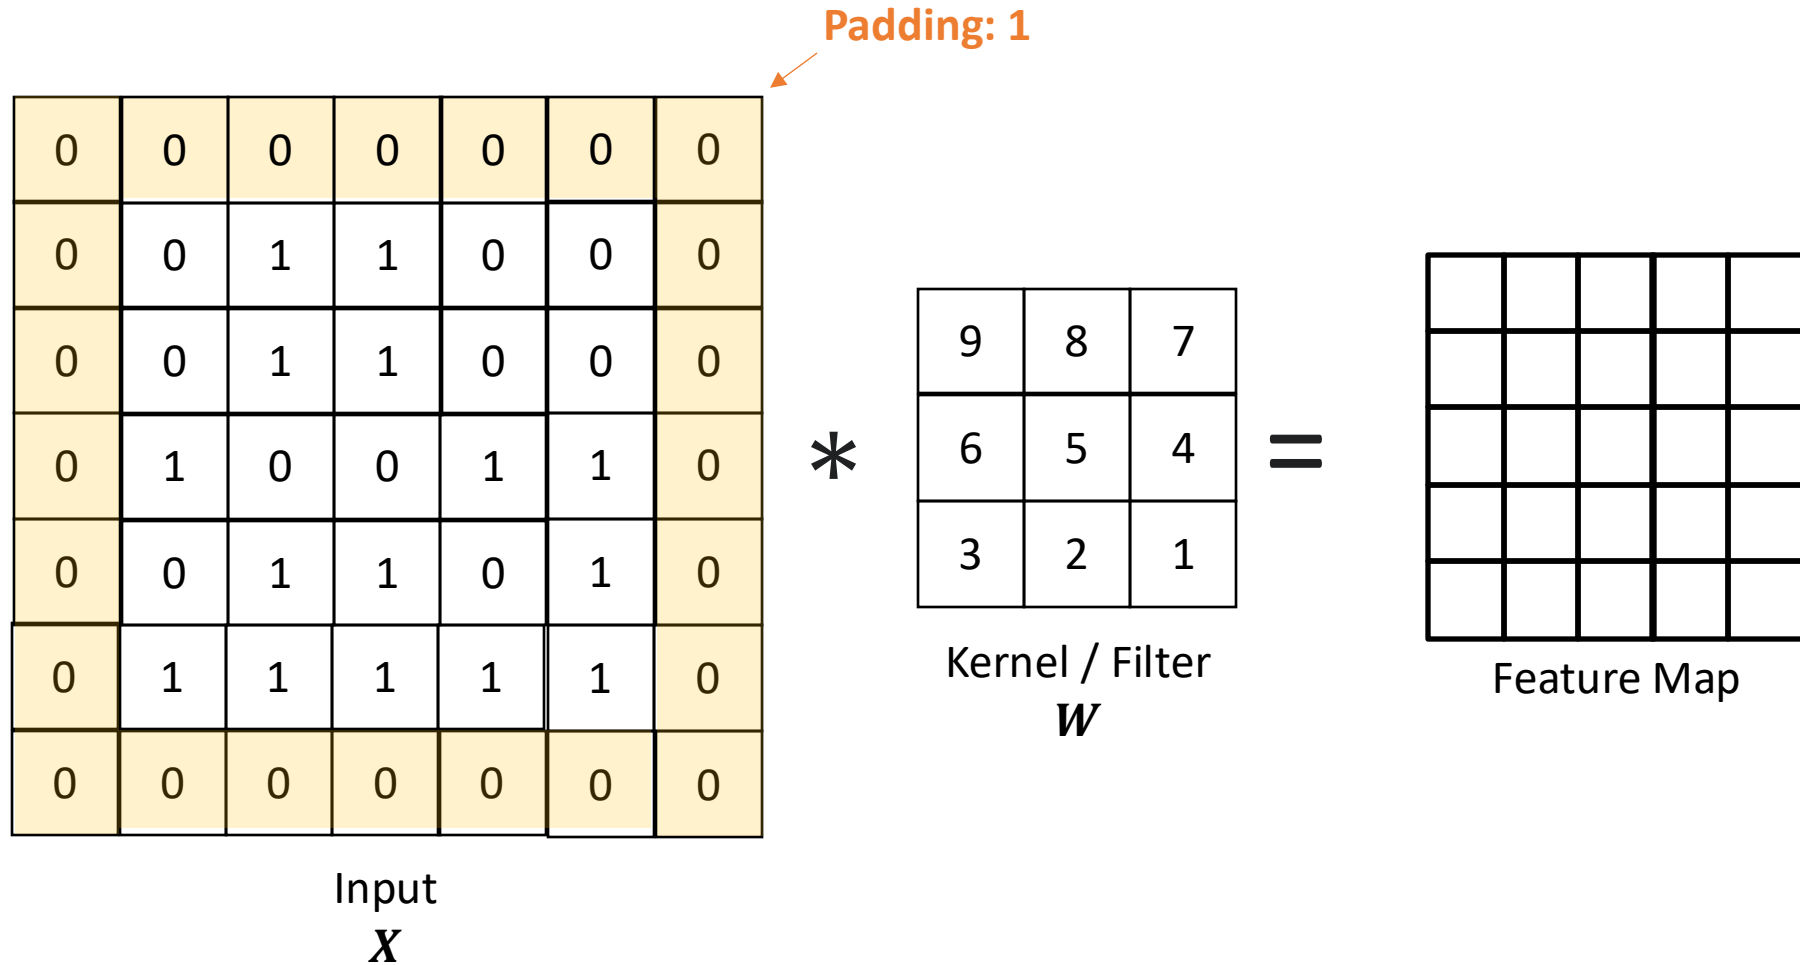 Padding: 1
0 0 0 0 0 0 0
0 0 1 1 0 0 0
0 0 1 1 0 0 0
0 1 0 0 1 1 0
0 0 1 1 0 1 0
0 1 1 1 1 1 0
0 0 0 0 0 0 0
Input
X
*
9 8 7
6 5 4
3 2 1
Kernel / Filter
W
=
Feature Map